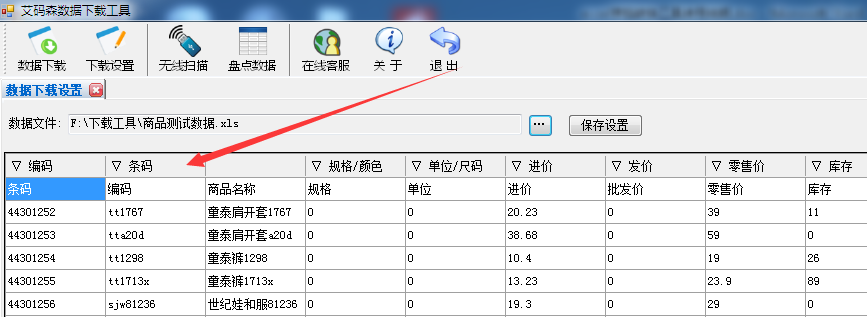 艾码森数据下载工具
数据下载 下载设置 无线扫描 盘点数据 在线客服 关 于 退 出
数据下载设置
数据文件: F:\下载工具\商品测试数据.xls ... 保存设置
▽ 编码 ▽ 条码 ▽ 规格/颜色 ▽ 单位/尺码 ▽ 进价 ▽ 发价 ▽ 零售价 ▽ 库存
条码 编码 商品名称 规格 单位 进价 批发价 零售价 库存
44301252 tt1767 童泰肩开套1767 0 0 20.23 0 39 11
44301253 tta20d 童泰肩开套a20d 0 0 38.68 0 59 0
44301254 tt1298 童泰裤1298 0 0 10.4 0 19 26
44301255 tt1713x 童泰裤1713x 0 0 13.23 0 23.9 89
44301256 sjw81236 世纪娃和服81236 0 0 19.3 0 29 0